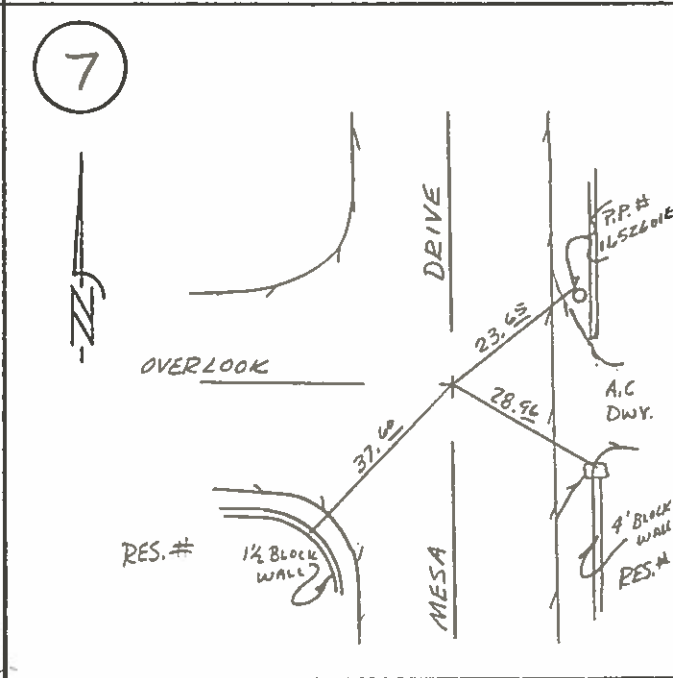 7
N
DRIVE
P.P. #
1652601E
23.65
OVERLOOK
A.C
DWY.
28.96
37.60
RES.#
1½ BLOCK
WALL
MESA
4' BLOCK
WALL
RES.#